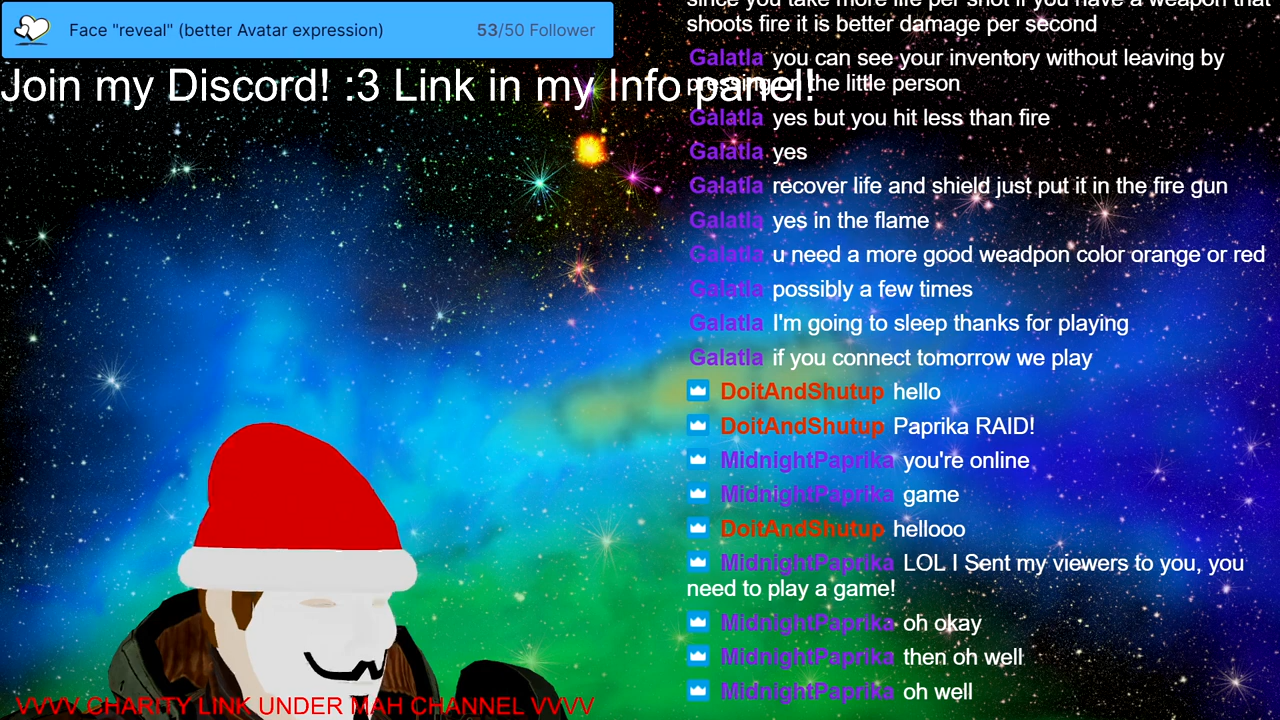 Face "reveal" (better Avatar expression) 53/50 Follower
Join my Discord! :3 Link in my Info panel!
since you take more life per shot if you have a weapon that
shoots fire it is better damage per second
Galatla you can see your inventory without leaving by
pressing on the little person
Galatla yes but you hit less than fire
Galatla yes
Galatla recover life and shield just put it in the fire gun
Galatla yes in the flame
Galatla u need a more good weadpon color orange or red
Galatla possibly a few times
Galatla I'm going to sleep thanks for playing
Galatla if you connect tomorrow we play
DoitAndShutup hello
DoitAndShutup Paprika RAID!
MidnightPaprika you're online
MidnightPaprika game
DoitAndShutup hellooo
MidnightPaprika LOL I Sent my viewers to you, you
need to play a game!
MidnightPaprika oh okay
MidnightPaprika then oh well
MidnightPaprika oh well
VVVV CHARITY LINK UNDER MAH CHANNEL VVVV